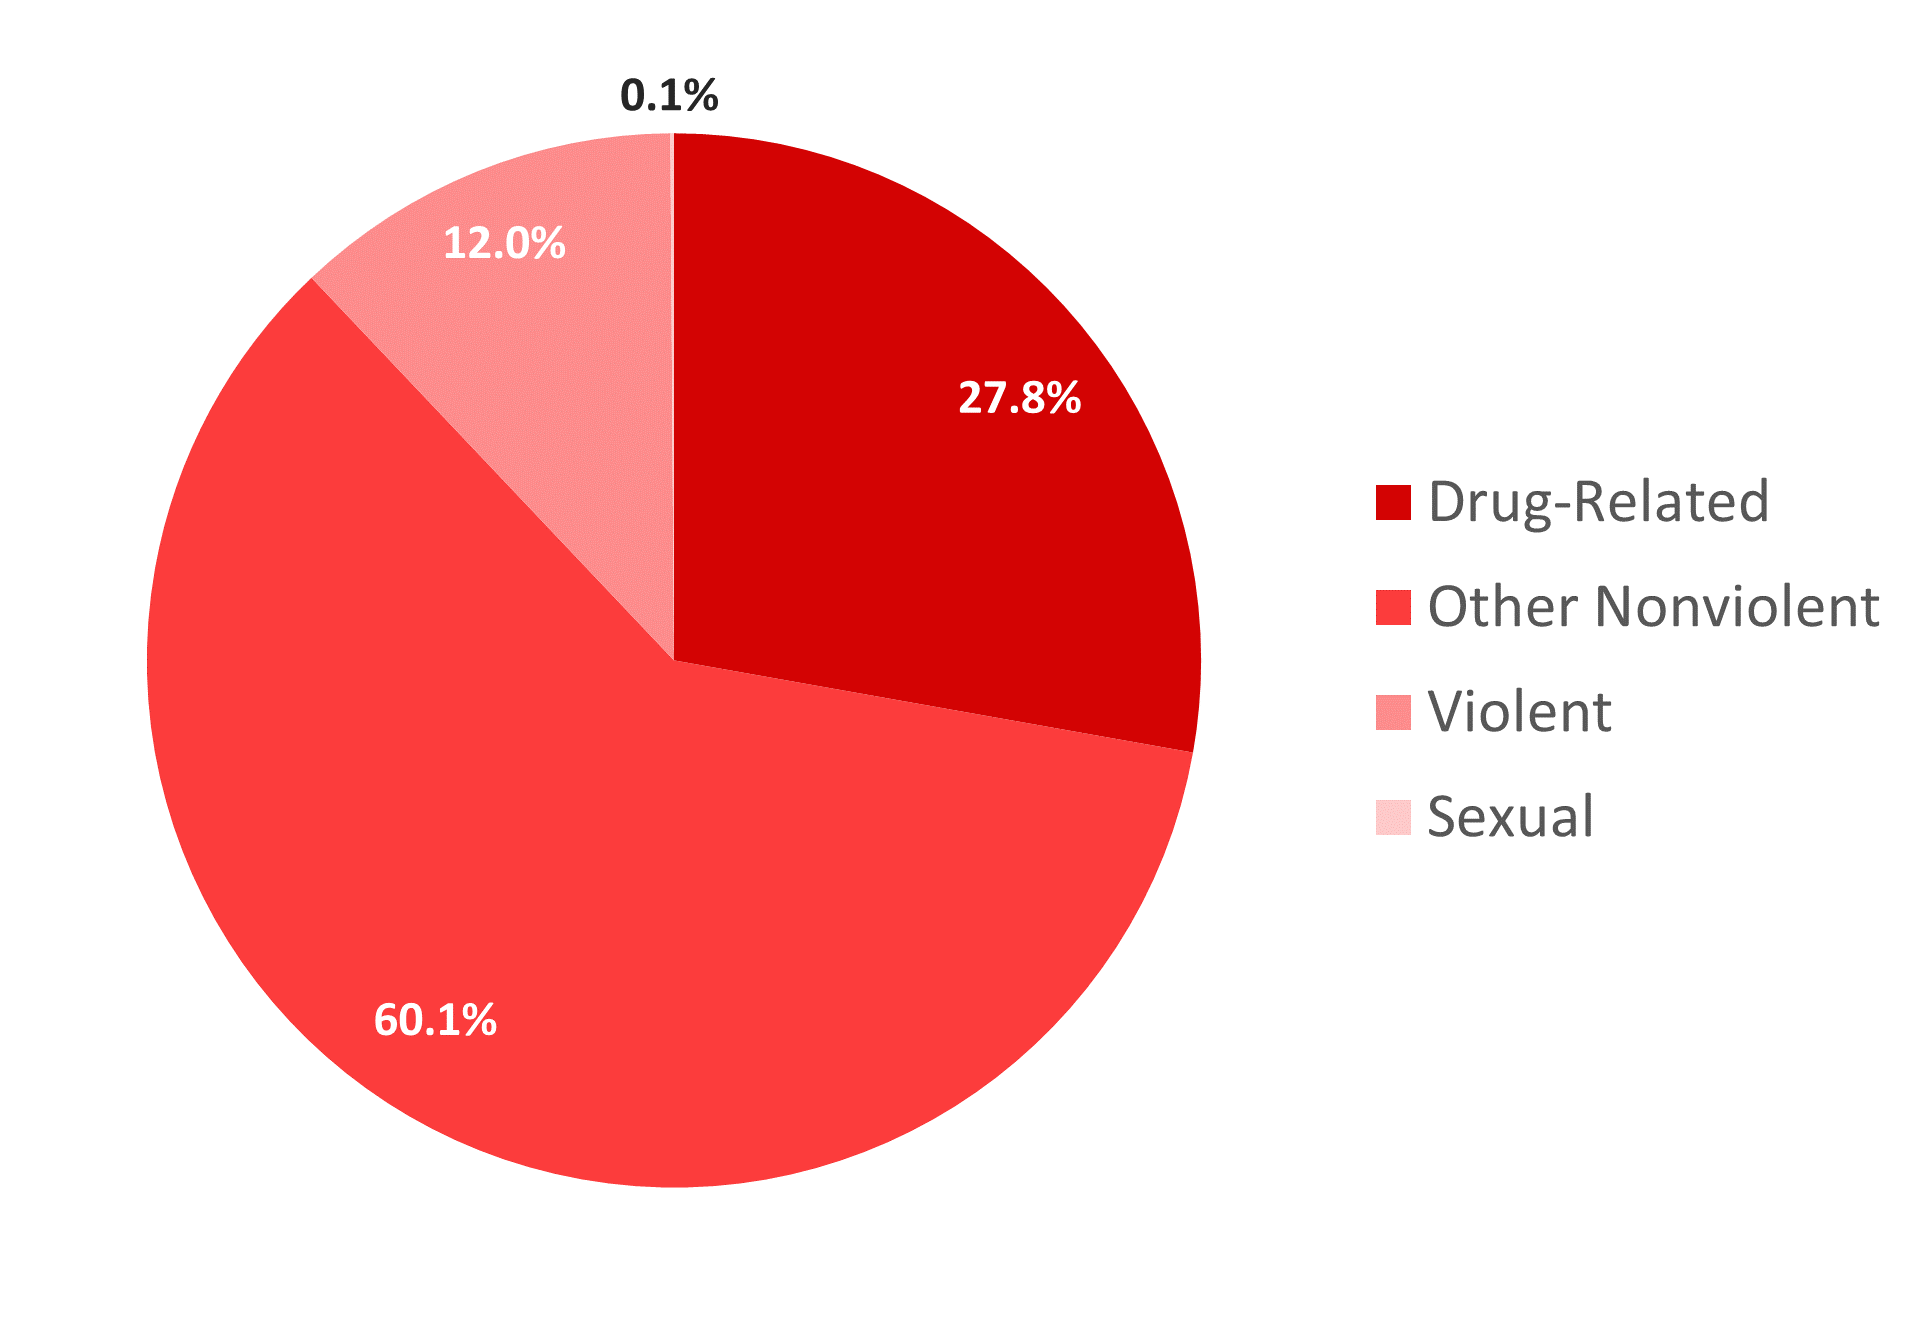 0.1%
12.0%
27.8%
60.1%
Drug-Related
Other Nonviolent
Violent
Sexual